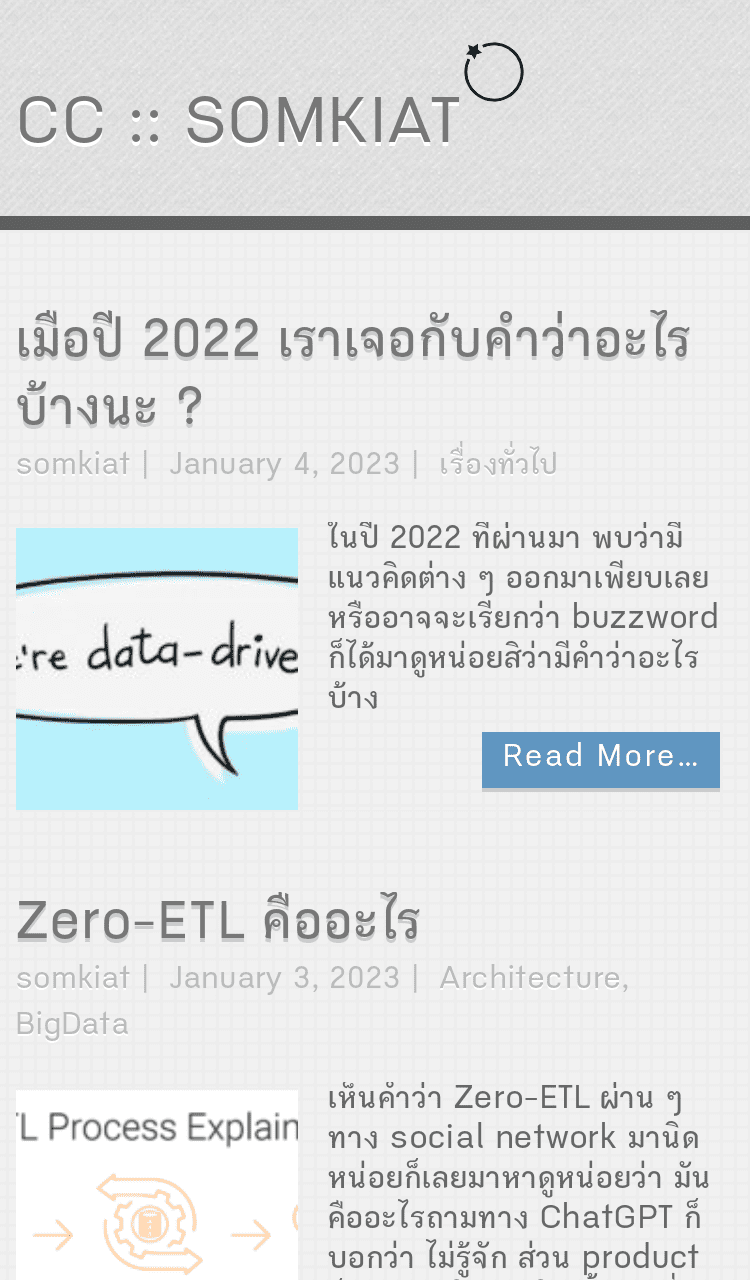 CC :: SOMKIAT
เมื่อปี 2022 เราเจอกับคำว่าอะไร
บ้างนะ ?
somkiat | January 4, 2023 | เรื่องทั่วไป
ในปี 2022 ที่ผ่านมา พบว่ามี
แนวคิดต่าง ๆ ออกมาเพียบเลย
หรืออาจจะเรียกว่า buzzword
ก็ได้มาดูหน่อยสิว่ามีคำว่าอะไร
บ้าง
're data-drive
Read More…
Zero-ETL คืออะไร
somkiat | January 3, 2023 | Architecture,
BigData
เห็นคำว่า Zero-ETL ผ่าน ๆ
ทาง social network มานิด
หน่อยก็เลยมาหาดูหน่อยว่า มัน
คืออะไรถามทาง ChatGPT ก็
บอกว่า ไม่รู้จัก ส่วน product
TL Process Explain